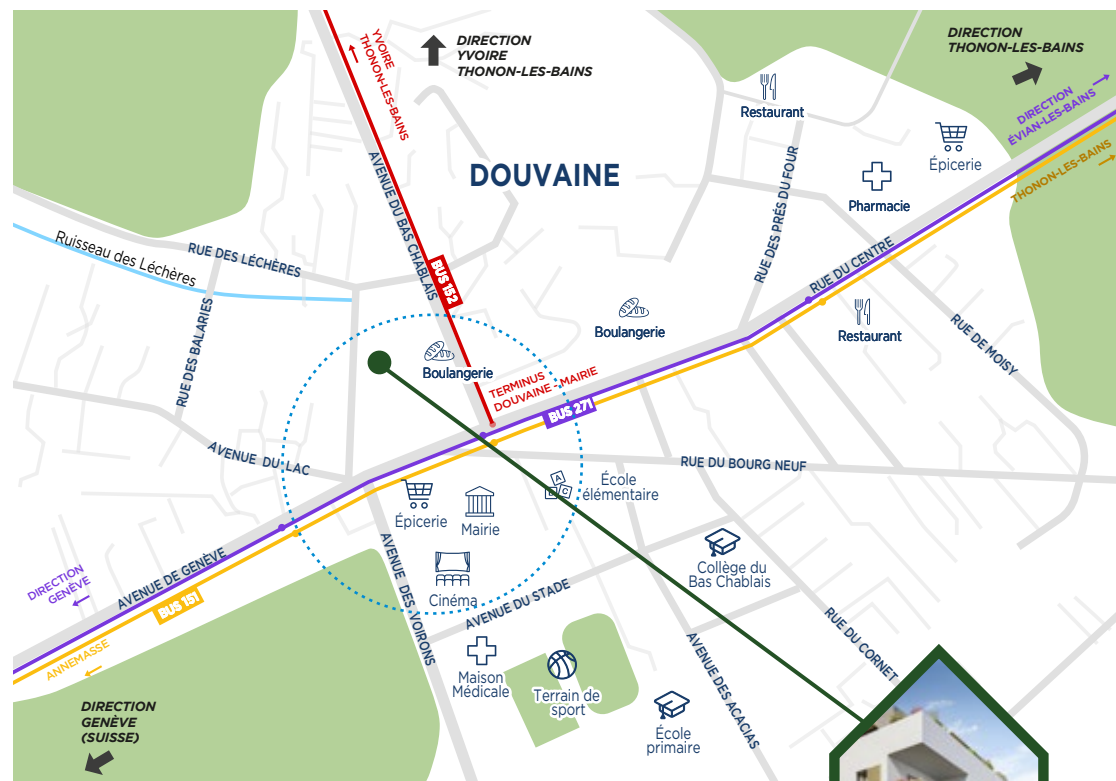 DIRECTION
YVOIRE
THONON-LES-BAINS
DIRECTION
THONON-LES-BAINS
YVOIRE
THONON-LES-BAINS
DIRECTION
ÉVIAN-LES-BAINS
THONON-LES-BAINS
Restaurant
Épicerie
Pharmacie
DOUVAINE
AVENUE DU BAS CHABLAIS
RUE DES PRÉS DU FOUR
Ruisseau des Léchères
RUE DES LÉCHÈRES
RUE DU CENTRE
BUS 152
RUE DES BALARIES
Boulangerie
Restaurant
RUE DE MOISY
Boulangerie
TERMINUS
DOUVAINE - MAIRIE
BUS 271
AVENUE DU LAC
RUE DU BOURG NEUF
École
élémentaire
A
C
Épicerie
Mairie
Collège du
Bas Chablais
AVENUE DE GENÈVE
DIRECTION
GENÈVE
BUS 151
AVENUE DES VOIRONS
Cinéma
AVENUE DU STADE
RUE DU CORNET
ANNEMASSE
Maison
Médicale
Terrain de
sport
AVENUE DES ACACIAS
École
primaire
DIRECTION
GENÈVE
(SUISSE)